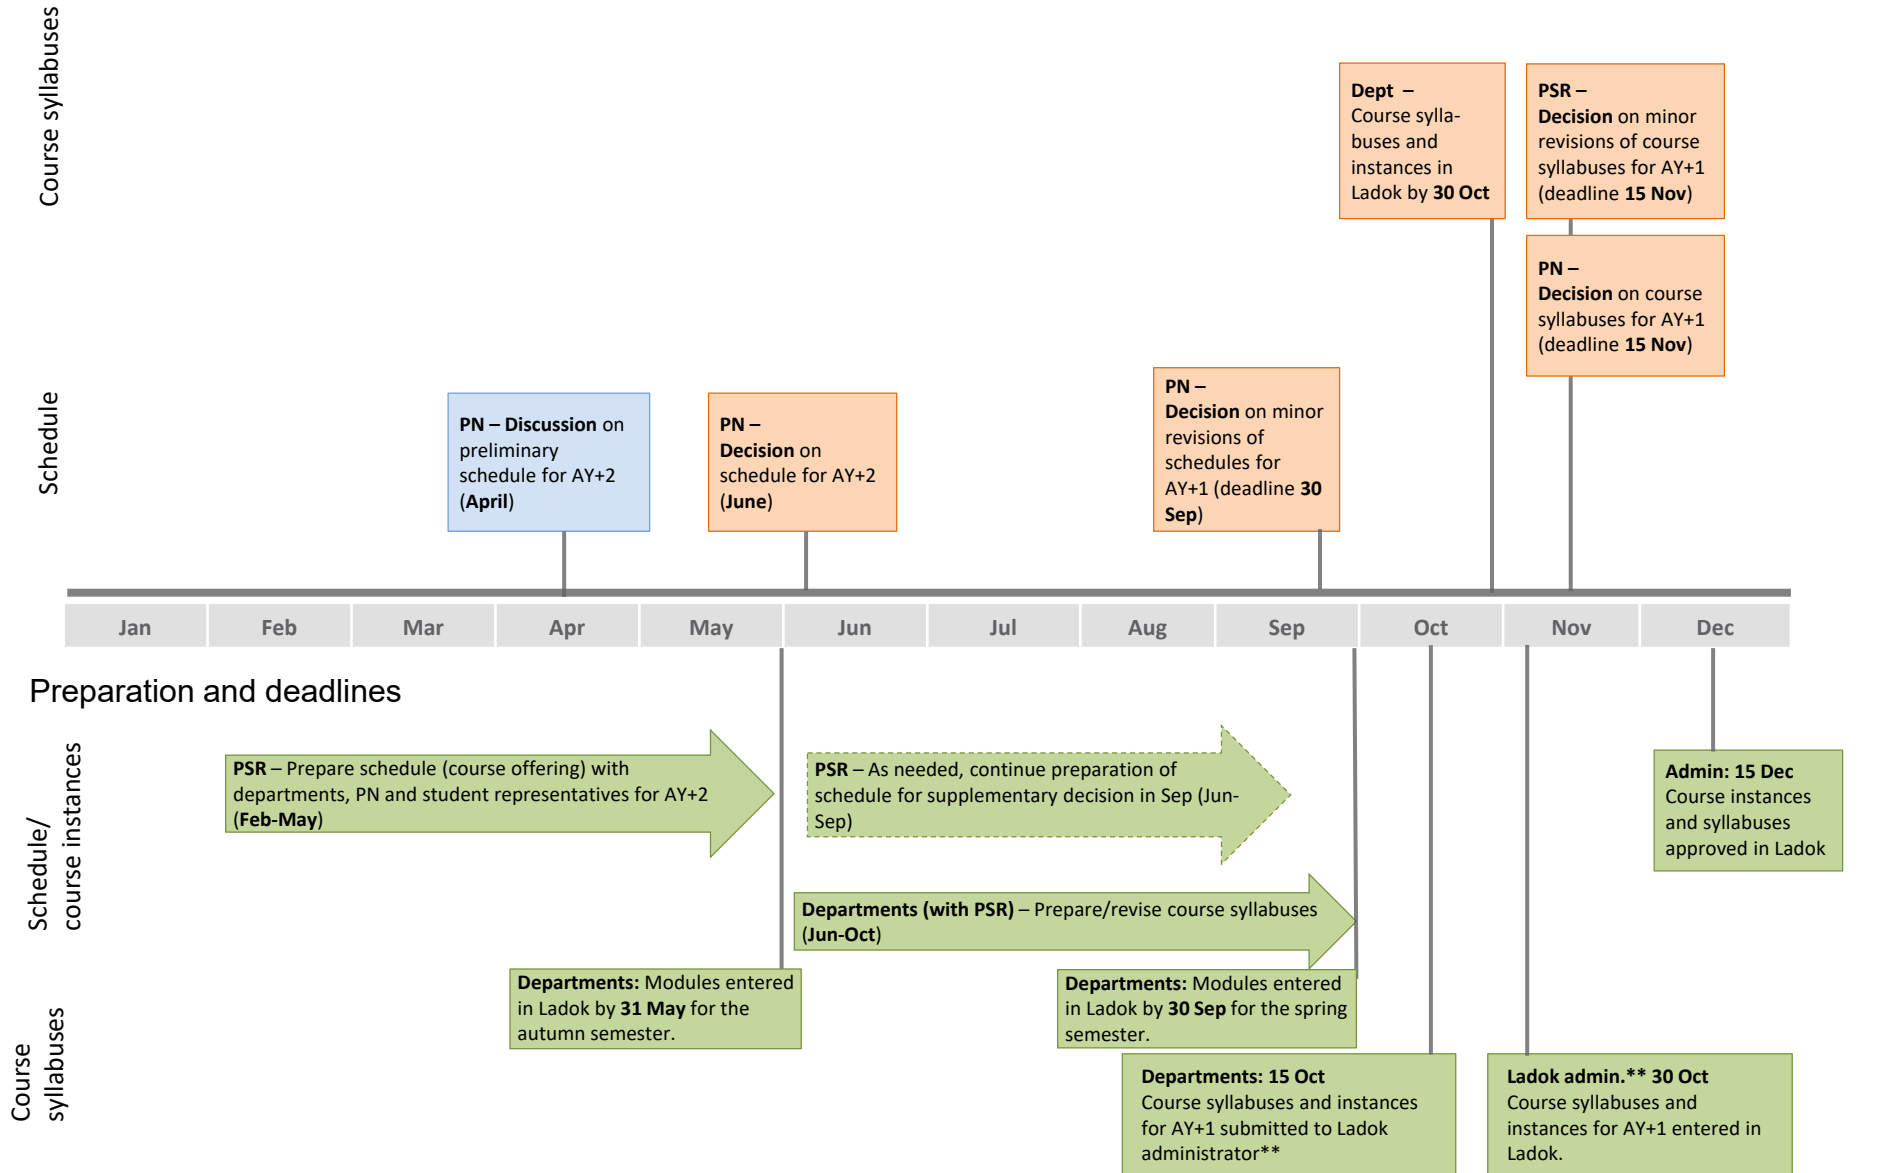 Course syllabuses
Dept –
Course sylla-
buses and
instances in
Ladok by 30 Oct
PSR –
Decision on minor
revisions of course
syllabuses for AY+1
(deadline 15 Nov)
PN –
Decision on course
syllabuses for AY+1
(deadline 15 Nov)
Schedule
PN – Discussion on
preliminary
schedule for AY+2
(April)
PN –
Decision on
schedule for AY+2
(June)
PN –
Decision on minor
revisions of
schedules for
AY+1 (deadline 30
Sep)
Jan Feb Mar Apr May Jun Jul Aug Sep Oct Nov Dec
Preparation and deadlines
Schedule/
course instances
PSR – Prepare schedule (course offering) with
departments, PN and student representatives for AY+2
(Feb-May)
PSR – As needed, continue preparation of
schedule for supplementary decision in Sep (Jun-
Sep)
Admin: 15 Dec
Course instances
and syllabuses
approved in Ladok
Departments (with PSR) – Prepare/revise course syllabuses
(Jun-Oct)
Course
syllabuses
Departments: Modules entered
in Ladok by 31 May for the
autumn semester.
Departments: Modules entered
in Ladok by 30 Sep for the spring
semester.
Departments: 15 Oct
Course syllabuses and instances
for AY+1 submitted to Ladok
administrator**
Ladok admin.** 30 Oct
Course syllabuses and
instances for AY+1 entered in
Ladok.